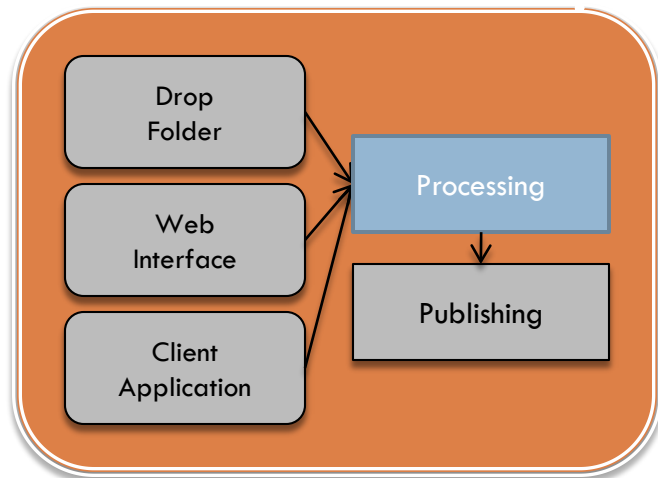 Drop
Folder
Web
Interface
Client
Application
Processing
Publishing